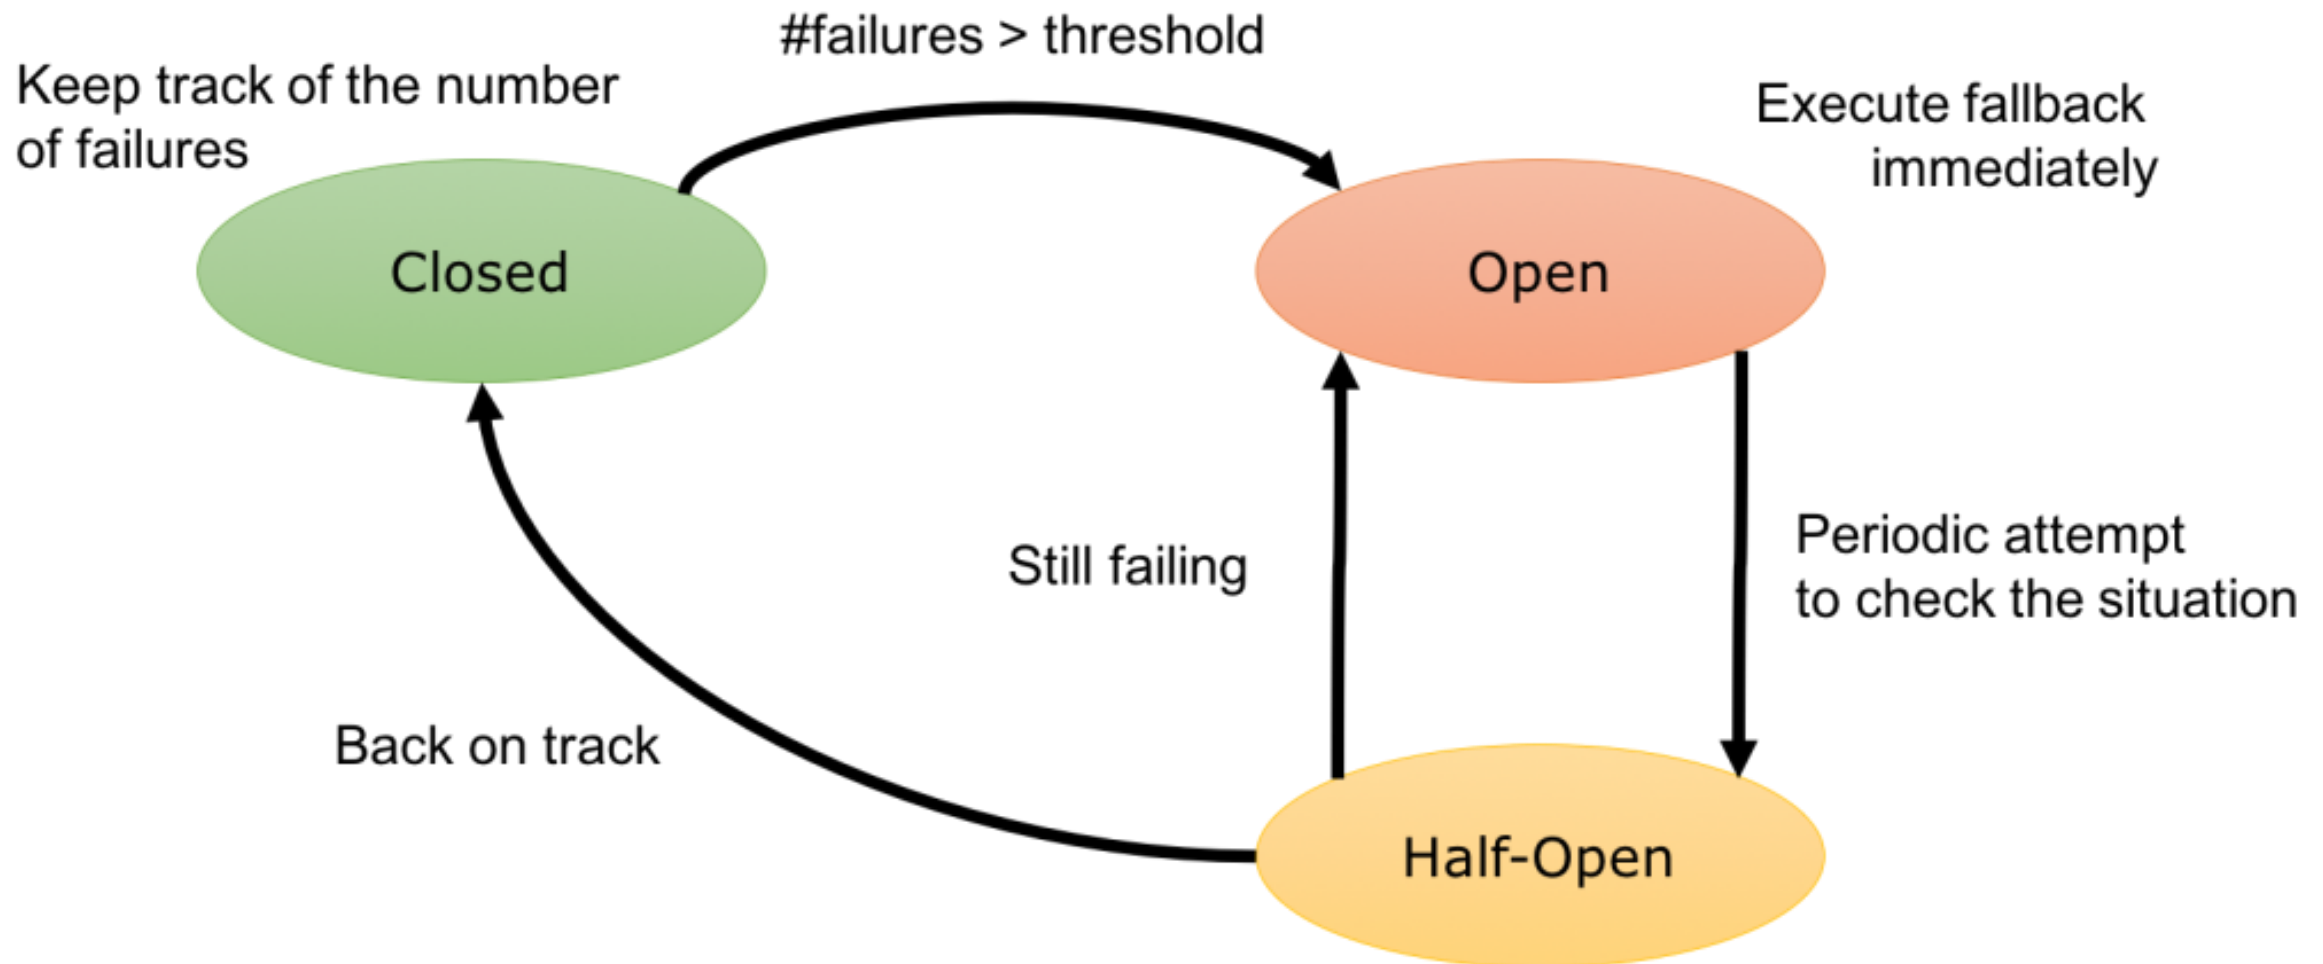 #failures > threshold
Keep track of the number
of failures
Execute fallback
immediately
Closed
Open
Still failing
Periodic attempt
to check the situation
Back on track
Half-Open